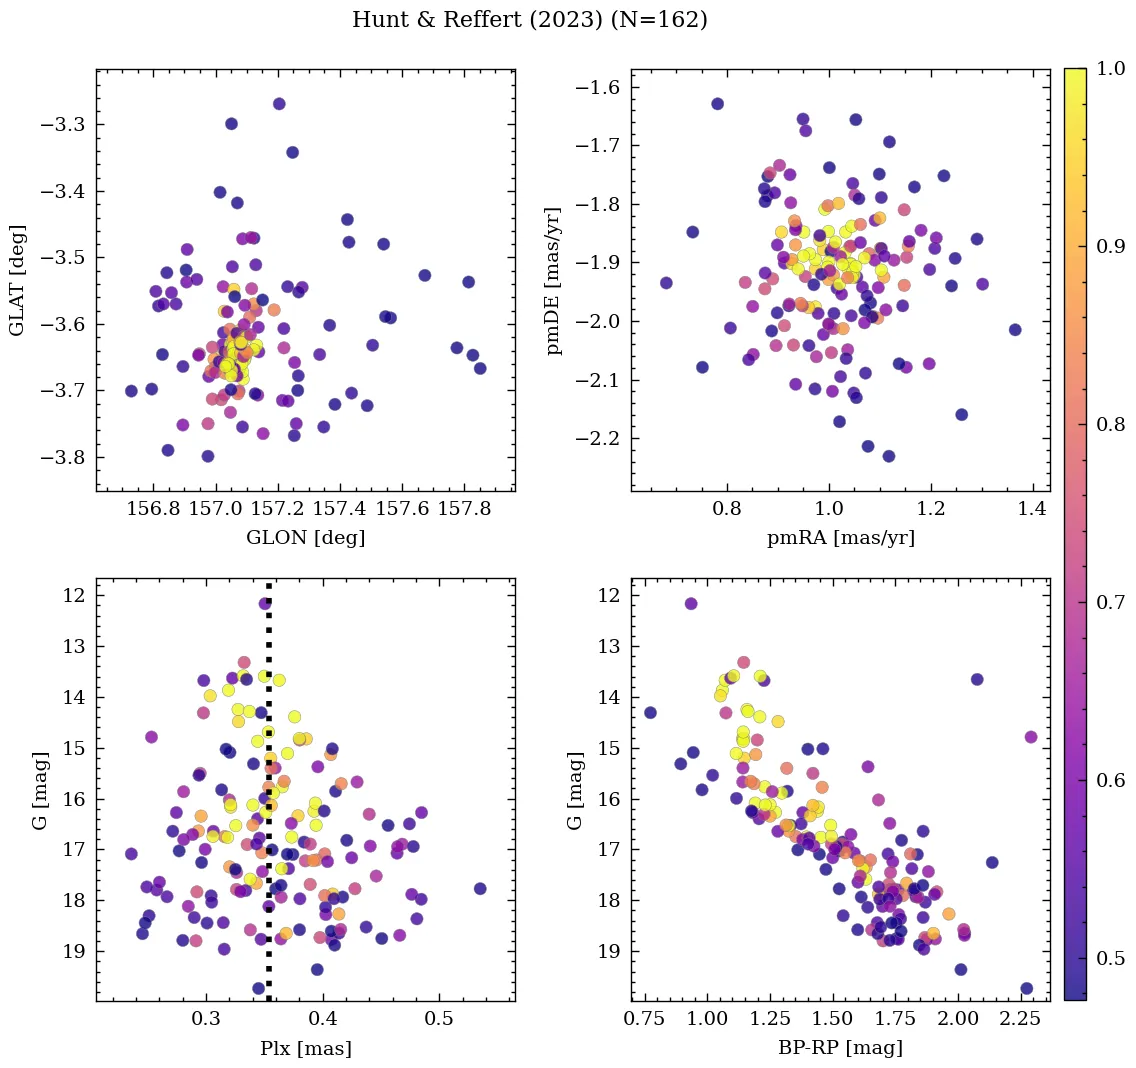 Hunt & Reffert (2023) (N=162)
−3.3
−3.4
−3.5
−3.6
−3.7
−3.8
GLAT [deg]
156.8 157.0 157.2 157.4 157.6 157.8
GLON [deg]
−1.6
−1.7
−1.8
−1.9
−2.0
−2.1
−2.2
pmDE [mas/yr]
0.8 1.0 1.2 1.4
pmRA [mas/yr]
12
13
14
15
16
17
18
19
G [mag]
0.3 0.4 0.5
Plx [mas]
12
13
14
15
16
17
18
19
G [mag]
0.75 1.00 1.25 1.50 1.75 2.00 2.25
BP-RP [mag]
1.0
0.9
0.8
0.7
0.6
0.5